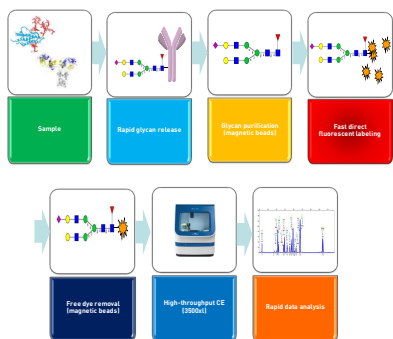 Sample
Rapid glycan release
Glycan purification
(magnetic beads)
Fast direct
fluorescent labeling
Free dye removal
(magnetic beads)
High-throughput CE
(3500xl)
Rapid data analysis